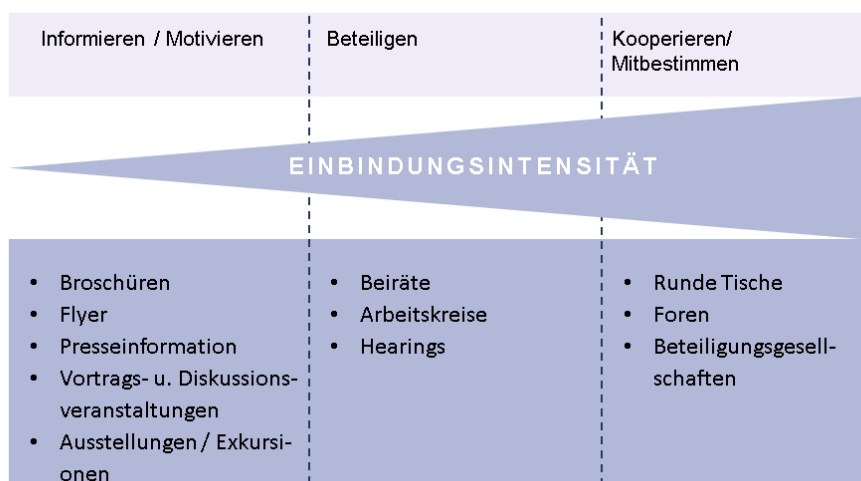 Informieren / Motivieren
Beteiligen
Kooperieren/
Mitbestimmen
EINBINDUNGSINTENSITÄT
• Broschüren
• Flyer
• Presseinformation
• Vortrags- u. Diskussions-
veranstaltungen
• Ausstellungen / Exkursi-
onen
• Beiräte
• Arbeitskreise
• Hearings
• Runde Tische
• Foren
• Beteiligungsgesell-
schaften